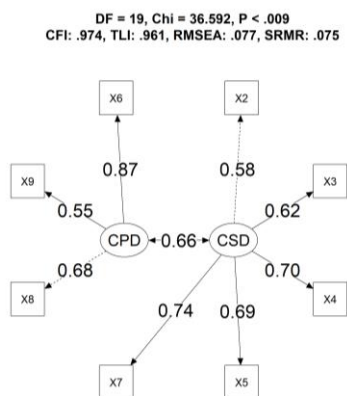 DF = 19, Chi = 36.592, P < .009
CFI: .974, TLI: .961, RMSEA: .077, SRMR: .075
X6
X2
X9
0.87
0.58
X3
0.55
0.62
CPD
0.66
CSD
0.68
0.70
X8
X4
0.74
0.69
X7
X5